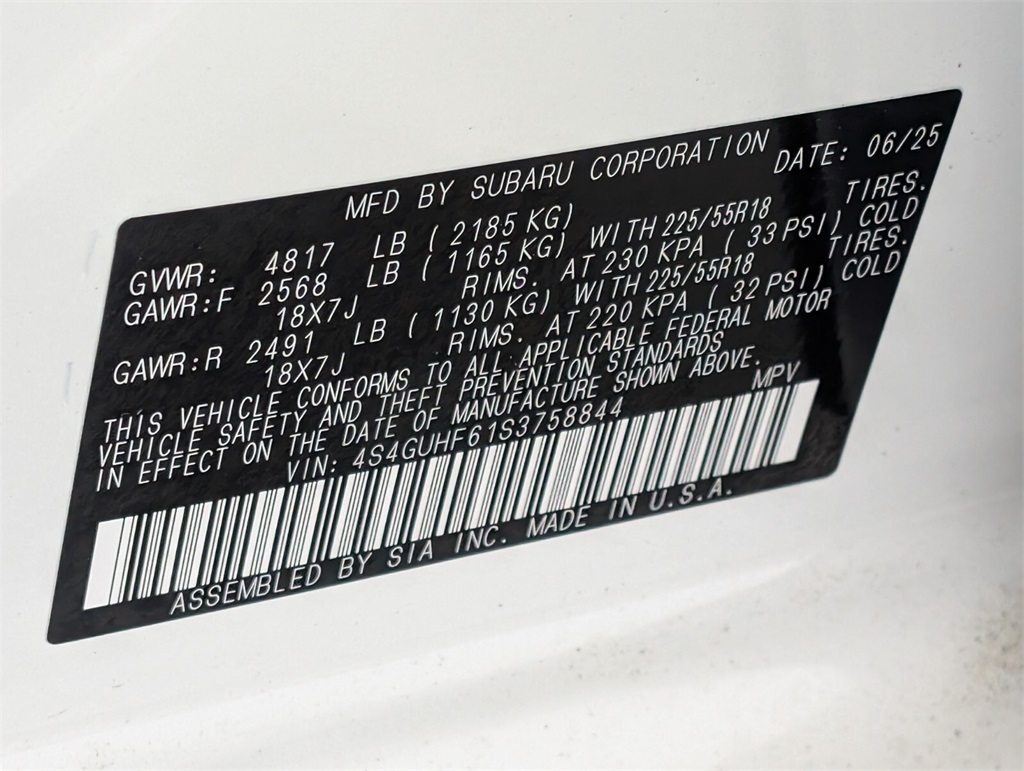 MFD BY SUBARU CORPORATION DATE: 06/25
GVWR: 4817 LB ( 2185 KG)
GAWR:F 2568 LB ( 1165 KG) WITH 225/55R18 TIRES.
18X7J RIMS. AT 230 KPA ( 33 PSI) COLD
GAWR:R 2491 LB ( 1130 KG) WITH 225/55R18 TIRES.
18X7J RIMS. AT 220 KPA ( 32 PSI) COLD
THIS VEHICLE CONFORMS TO ALL APPLICABLE FEDERAL MOTOR
VEHICLE SAFETY AND THEFT PREVENTION STANDARDS
IN EFFECT ON THE DATE OF MANUFACTURE SHOWN ABOVE.
VIN: 4S4GUHF61S3758844 MPV
ASSEMBLED BY SIA INC. MADE IN U.S.A.